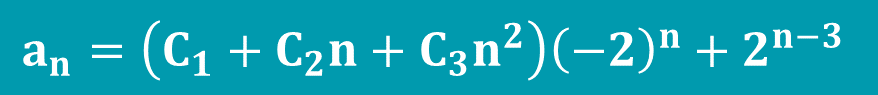 aₙ = (C₁ + C₂n + C₃n²)(−2)ⁿ + 2ⁿ⁻³